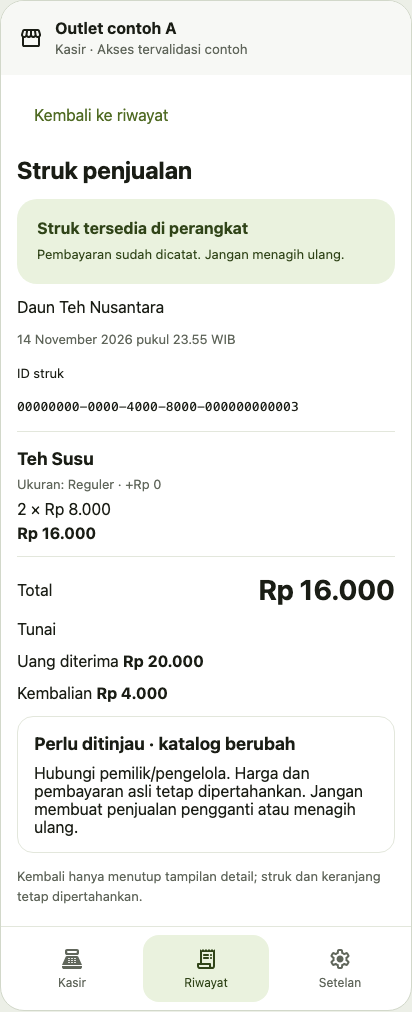 Outlet contoh A
Kasir · Akses tervalidasi contoh
Kembali ke riwayat
Struk penjualan
Struk tersedia di perangkat
Pembayaran sudah dicatat. Jangan menagih ulang.
Daun Teh Nusantara
14 November 2026 pukul 23.55 WIB
ID struk
00000000-0000-4000-8000-000000000003
Teh Susu
Ukuran: Reguler · +Rp 0
2 × Rp 8.000
Rp 16.000
Total Rp 16.000
Tunai
Uang diterima Rp 20.000
Kembalian Rp 4.000
Perlu ditinjau · katalog berubah
Hubungi pemilik/pengelola. Harga dan
pembayaran asli tetap dipertahankan. Jangan
membuat penjualan pengganti atau menagih
ulang.
Kembali hanya menutup tampilan detail; struk dan keranjang
tetap dipertahankan.
Kasir Riwayat Setelan